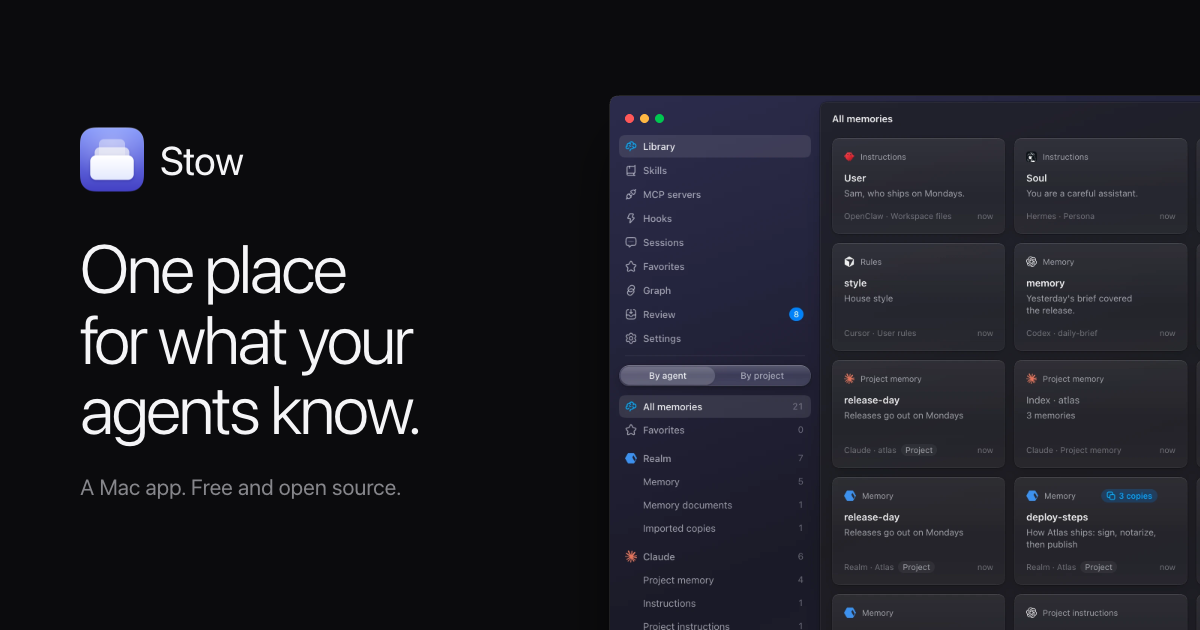 Stow
One place
for what your
agents know.
A Mac app. Free and open source.
Library
Skills
MCP servers
Hooks
Sessions
Favorites
Graph
Review 8
Settings
By agent By project
All memories 21
Favorites 0
Realm 7
Memory 5
Memory documents 1
Imported copies 1
Claude 6
Project memory 4
Instructions 1
Project instructions 1
All memories
Instructions
User
Sam, who ships on Mondays.
OpenClaw · Workspace files now
Instructions
Soul
You are a careful assistant.
Hermes · Persona now
Rules
style
House style
Cursor · User rules now
Memory
memory
Yesterday's brief covered
the release.
Codex · daily-brief now
Project memory
release-day
Releases go out on Mondays
Claude · atlas Project now
Project memory
Index · atlas
3 memories
Claude · Project memory now
Memory
release-day
Releases go out on Mondays
Realm · Atlas Project now
Memory 3 copies
deploy-steps
How Atlas ships: sign, notarize,
then publish
Realm · Atlas Project now
Memory
Project instructions